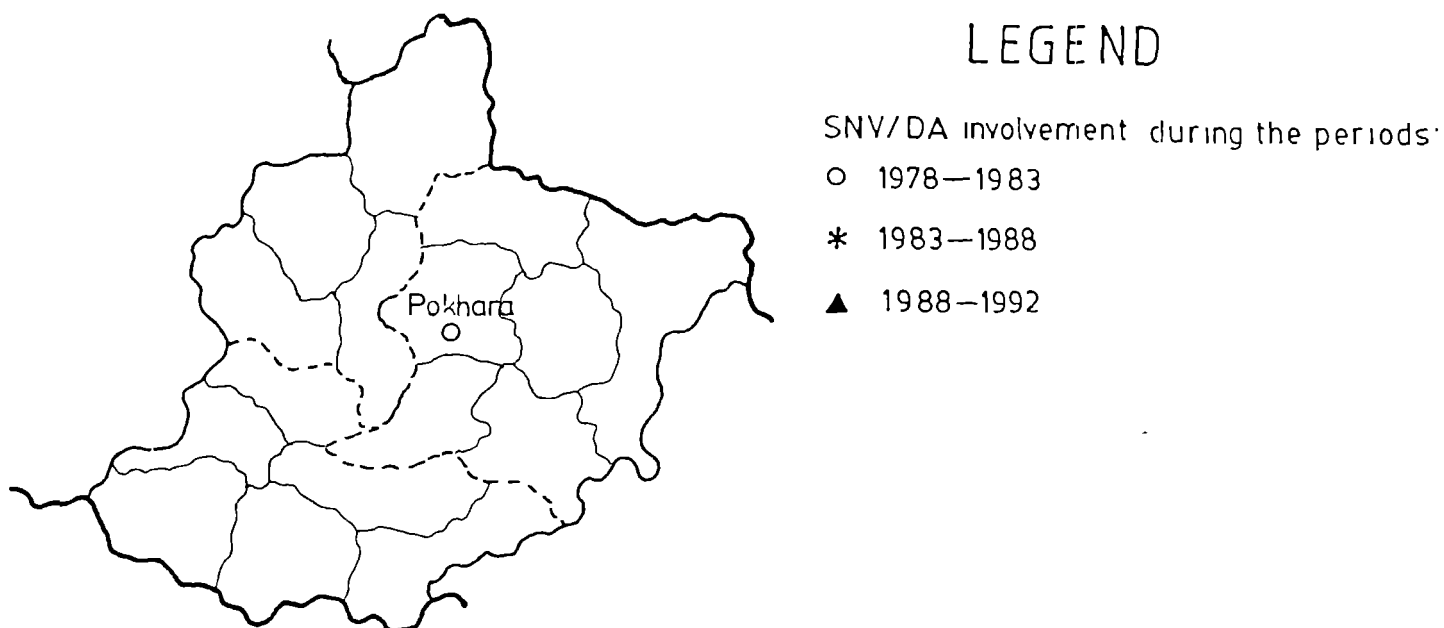 LEGEND
SNV/DA involvement during the periods:
○ 1978—1983
* 1983—1988
▲ 1988—1992
Pokhara